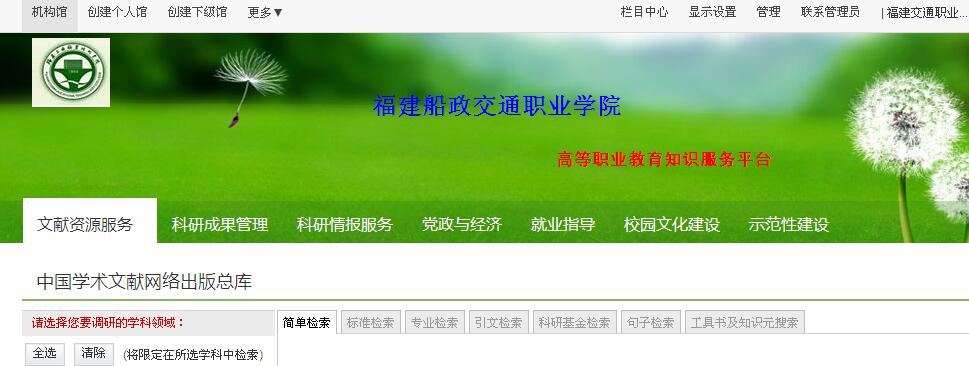 机构馆 创建个人馆 创建下级馆 更多▼ 栏目中心 显示设置 管理 联系管理员 | 福建交通职业...
福建船政交通职业学院
高等职业教育知识服务平台
文献资源服务 科研成果管理 科研情报服务 党政与经济 就业指导 校园文化建设 示范性建设
中国学术文献网络出版总库
请选择您要调研的学科领域： 简单检索 标准检索 专业检索 引文检索 科研基金检索 句子检索 工具书及知识元搜索
全选 清除 (将限定在所选学科中检索)